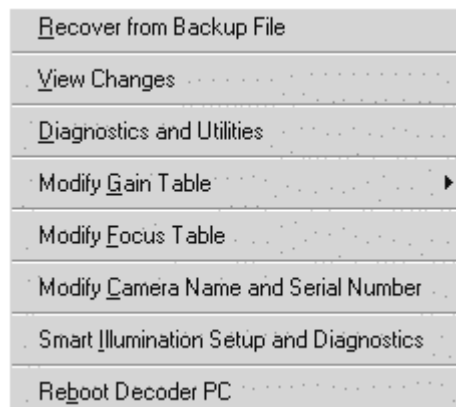 Recover from Backup File
View Changes
Diagnostics and Utilities
Modify Gain Table
Modify Focus Table
Modify Camera Name and Serial Number
Smart Illumination Setup and Diagnostics
Reboot Decoder PC